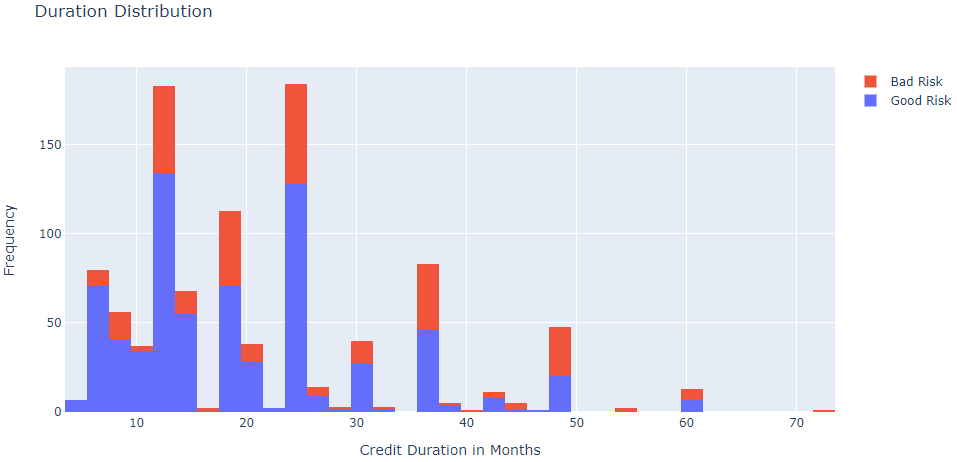 Duration Distribution
Bad Risk
Good Risk
150
100
50
0
Frequency
10 20 30 40 50 60 70
Credit Duration in Months